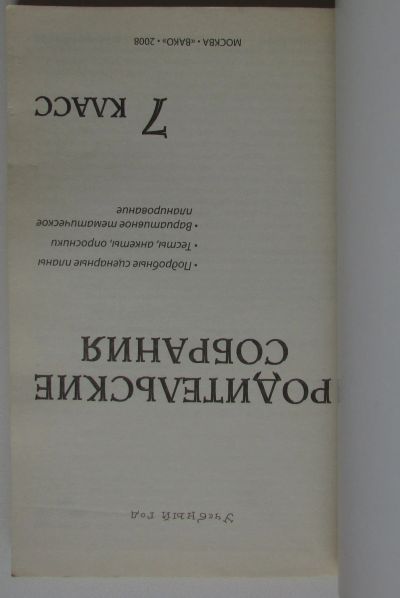 Учебный год
РОДИТЕЛЬСКИЕ
СОБРАНИЯ
• Подробные сценарные планы
• Тесты, анкеты, опросники
• Вариативное тематическое
планирование
7 КЛАСС
МОСКВА • «ВАКО» • 2008